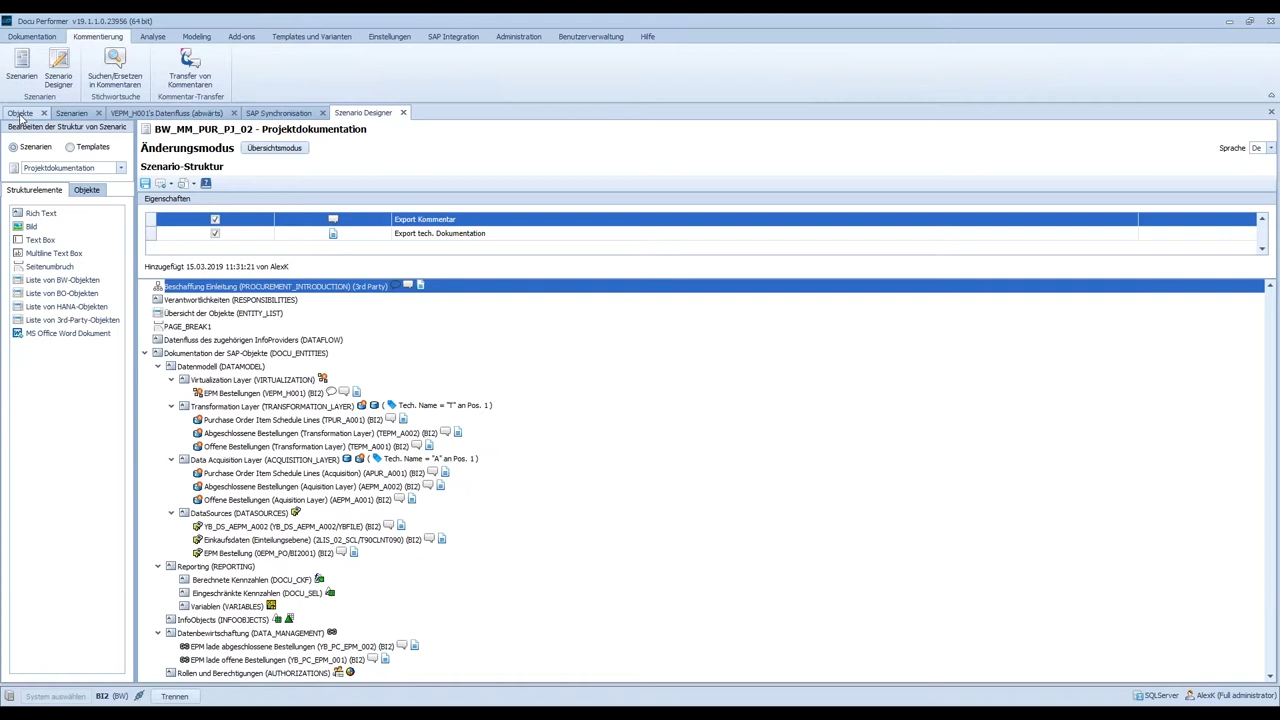 Docu Performer v19.1.1.0.23956 (64 bit)
Dokumentation Kommentierung Analyse Modeling Add-ons Templates und Varianten Einstellungen SAP Integration Administration Benutzerverwaltung Hilfe
Szenarien Szenario Designer Suchen/Ersetzen in Kommentaren Transfer von Kommentaren
Szenarien Stichwortsuche Kommentar-Transfer
Objekte Szenarien VEPM_H001's Datenfluss (abwärts) SAP Synchronisation Szenario Designer
Bearbeiten der Struktur von Szenaric
BW_MM_PUR_PJ_02 - Projektdokumentation
Szenarien Templates
Änderungsmodus Übersichtsmodus
Sprache De
Projektdokumentation
Szenario-Struktur
Strukturelemente Objekte
Eigenschaften
Export Kommentar
Export tech. Dokumentation
Hinzugefügt 15.03.2019 11:31:21 von AlexK
Rich Text
Bild
Text Box
Multiline Text Box
Seitenumbruch
Liste von BW-Objekten
Liste von BO-Objekten
Liste von HANA-Objekten
Liste von 3rd-Party-Objekten
MS Office Word Dokument
Beschaffung Einleitung (PROCUREMENT_INTRODUCTION) (3rd Party)
Verantwortlichkeiten (RESPONSIBILITIES)
Übersicht der Objekte (ENTITY_LIST)
PAGE_BREAK1
Datenfluss des zugehörigen InfoProviders (DATAFLOW)
Dokumentation der SAP-Objekte (DOCU_ENTITIES)
Datenmodell (DATAMODEL)
Virtualization Layer (VIRTUALIZATION)
EPM Bestellungen (VEPM_H001) (BI2)
Transformation Layer (TRANSFORMATION_LAYER) ( Tech. Name = "T" an Pos. 1 )
Purchase Order Item Schedule Lines (TPUR_A001) (BI2)
Abgeschlossene Bestellungen (Transformation Layer) (TEPM_A002) (BI2)
Offene Bestellungen (Transformation Layer) (TEPM_A001) (BI2)
Data Acquisition Layer (ACQUISITION_LAYER) ( Tech. Name = "A" an Pos. 1 )
Purchase Order Item Schedule Lines (Acquisition) (APUR_A001) (BI2)
Abgeschlossene Bestellungen (Aquisition Layer) (AEPM_A002) (BI2)
Offene Bestellungen (Aquisition Layer) (AEPM_A001) (BI2)
DataSources (DATASOURCES)
YB_DS_AEPM_A002 (YB_DS_AEPM_A002/YBFILE) (BI2)
Einkaufsdaten (Einteilungsebene) (2LIS_02_SCL/T90CLNT090) (BI2)
EPM Bestellung (0EPM_PO/BI2001) (BI2)
Reporting (REPORTING)
Berechnete Kennzahlen (DOCU_CKF)
Eingeschränkte Kennzahlen (DOCU_SEL)
Variablen (VARIABLES)
InfoObjects (INFOOBJECTS)
Datenbewirtschaftung (DATA_MANAGEMENT)
EPM lade abgeschlossene Bestellungen (YB_PC_EPM_002) (BI2)
EPM lade offene Bestellungen (YB_PC_EPM_001) (BI2)
Rollen und Berechtigungen (AUTHORIZATIONS)
System auswählen BI2 (BW) Trennen SQLServer AlexK (Full administrator)